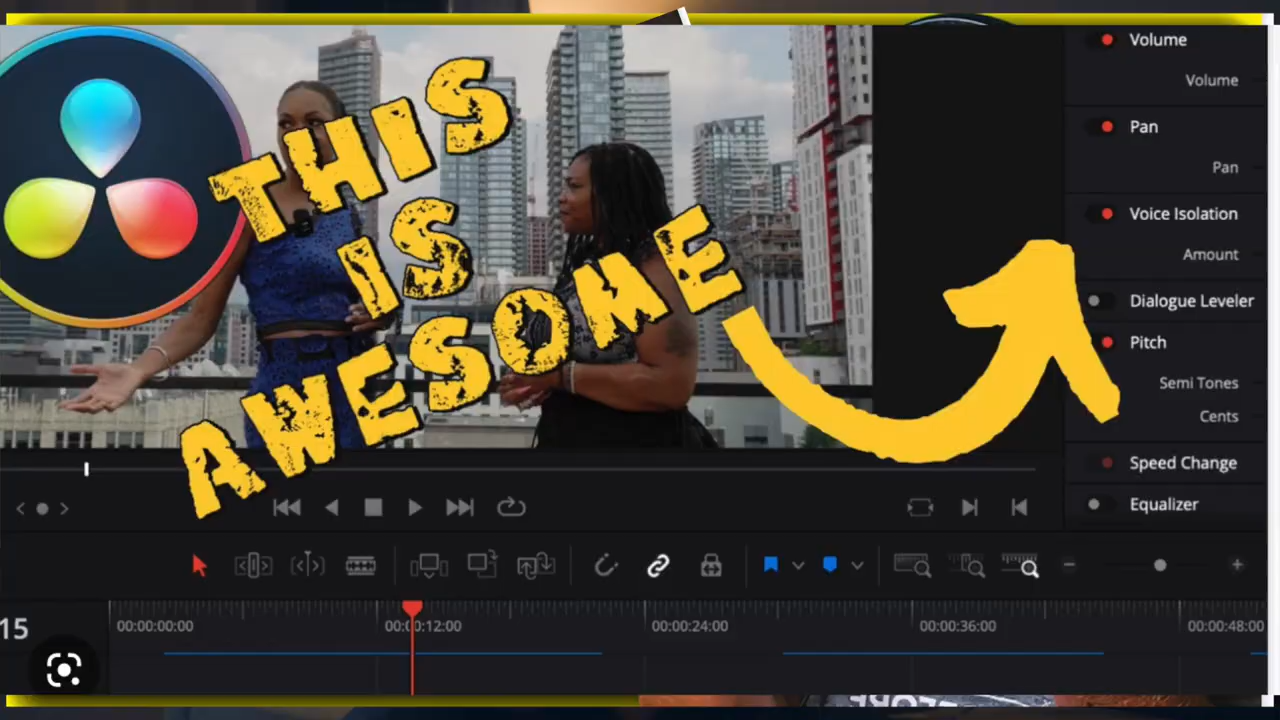 THIS
IS
AWESOME
Volume
Volume
Pan
Pan
Voice Isolation
Amount
Dialogue Leveler
Pitch
Semi Tones
Cents
Speed Change
Equalizer
15
00:00:00:00
00:00:12:00
00:00:24:00
00:00:36:00
00:00:48:00